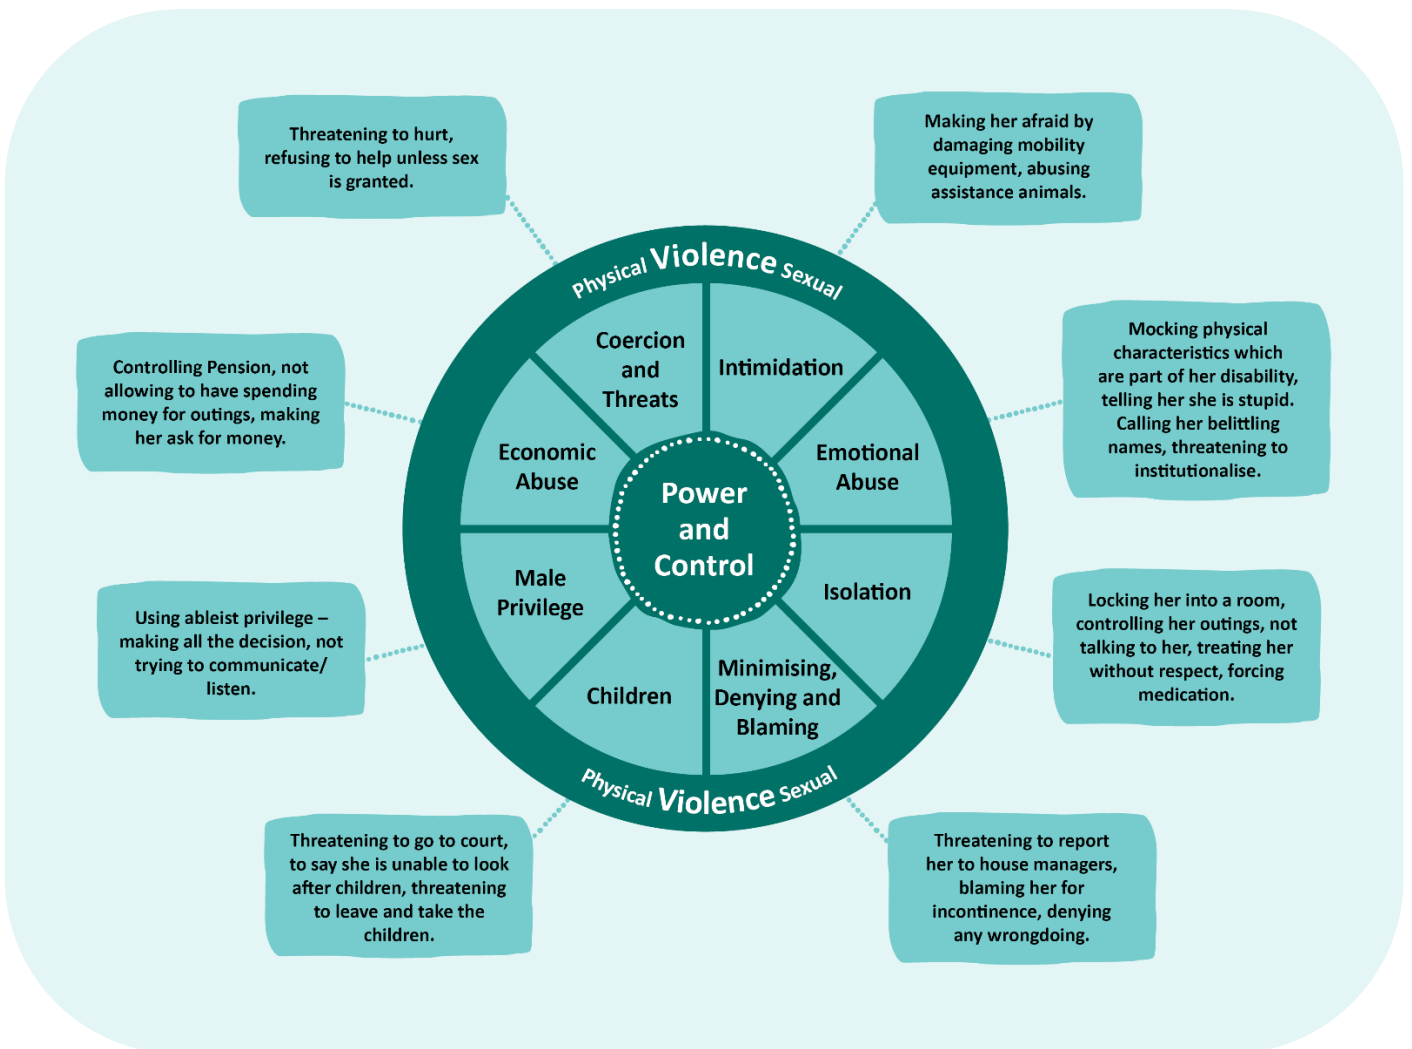 Threatening to hurt,
refusing to help unless sex
is granted.
Making her afraid by
damaging mobility
equipment, abusing
assistance animals.
Physical Violence Sexual
Coercion
and
Threats
Intimidation
Mocking physical
characteristics which
are part of her disability,
telling her she is stupid.
Calling her belittling
names, threatening to
institutionalise.
Controlling Pension, not
allowing to have spending
money for outings, making
her ask for money.
Economic
Abuse
Emotional
Abuse
Power
and
Control
Male
Privilege
Isolation
Using ableist privilege –
making all the decision, not
trying to communicate/
listen.
Locking her into a room,
controlling her outings, not
talking to her, treating her
without respect, forcing
medication.
Children
Minimising,
Denying and
Blaming
Physical Violence Sexual
Threatening to go to court,
to say she is unable to look
after children, threatening
to leave and take the
children.
Threatening to report
her to house managers,
blaming her for
incontinence, denying
any wrongdoing.